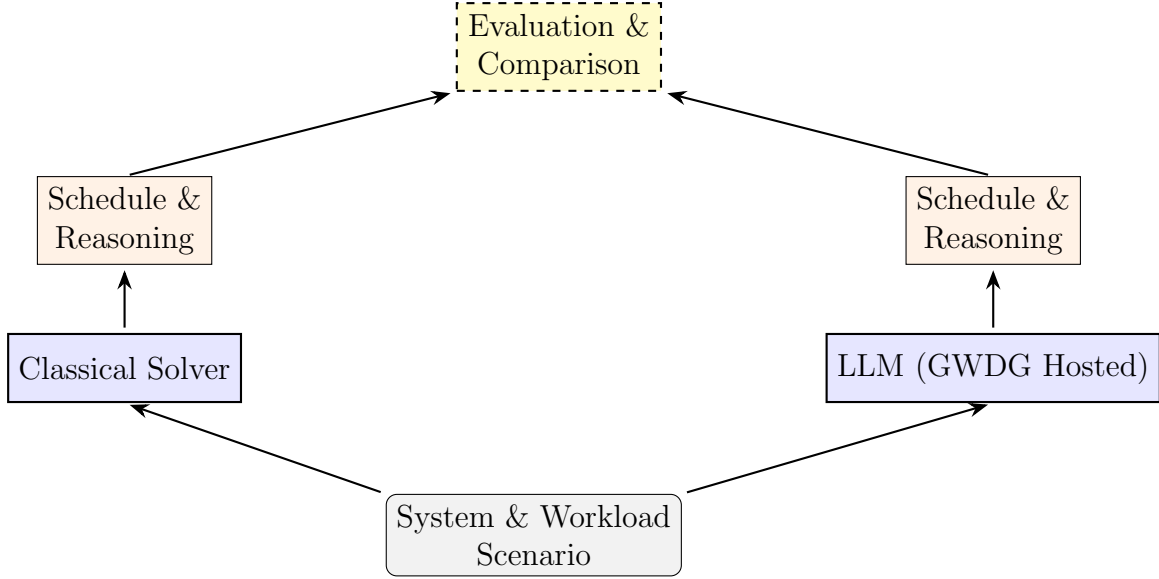 Evaluation &
Comparison
Schedule &
Reasoning
Schedule &
Reasoning
Classical Solver
LLM (GWDG Hosted)
System & Workload
Scenario